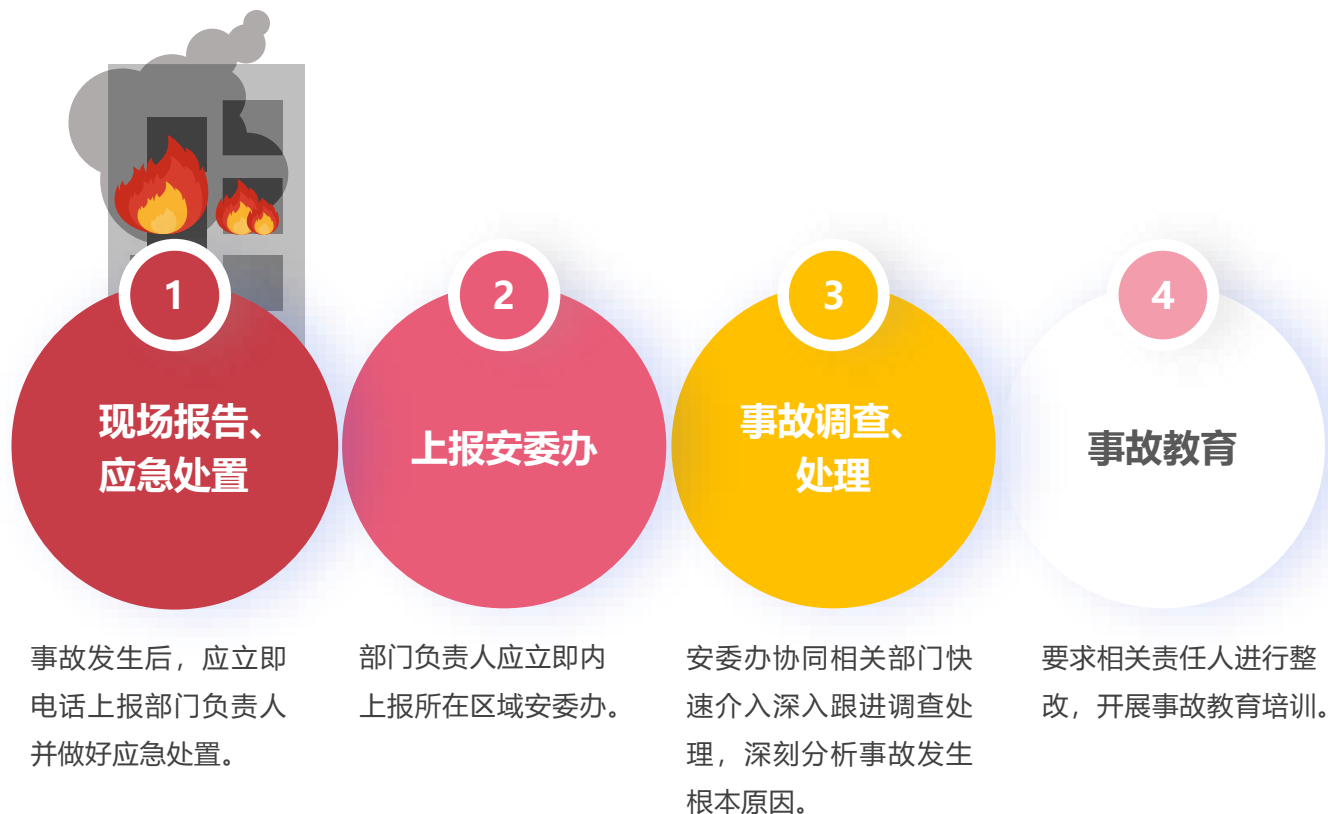 1
现场报告、
应急处置
事故发生后，应立即
电话上报部门负责人
并做好应急处置。
2
上报安委办
部门负责人应立即内
上报所在区域安委办。
3
事故调查、
处理
安委办协同相关部门快
速介入深入跟进调查处
理，深刻分析事故发生
根本原因。
4
事故教育
要求相关责任人进行整
改，开展事故教育培训。